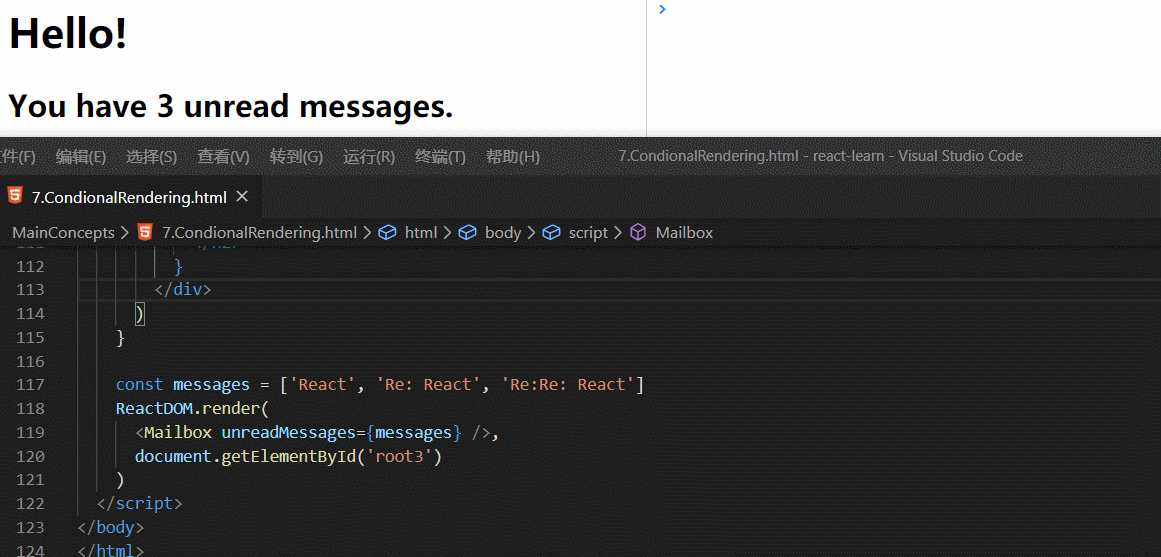 Hello!
You have 3 unread messages.
件(F) 编辑(E) 选择(S) 查看(V) 转到(G) 运行(R) 终端(T) 帮助(H) 7.CondionalRendering.html - react-learn - Visual Studio Code
7.CondionalRendering.html
MainConcepts > 7.CondionalRendering.html > html > body > script > Mailbox
112 }
113 </div>
114 )
115 }
116
117 const messages = ['React', 'Re: React', 'Re:Re: React']
118 ReactDOM.render(
119 <Mailbox unreadMessages={messages} />,
120 document.getElementById('root3')
121 )
122 </script>
123 </body>
124 </html>